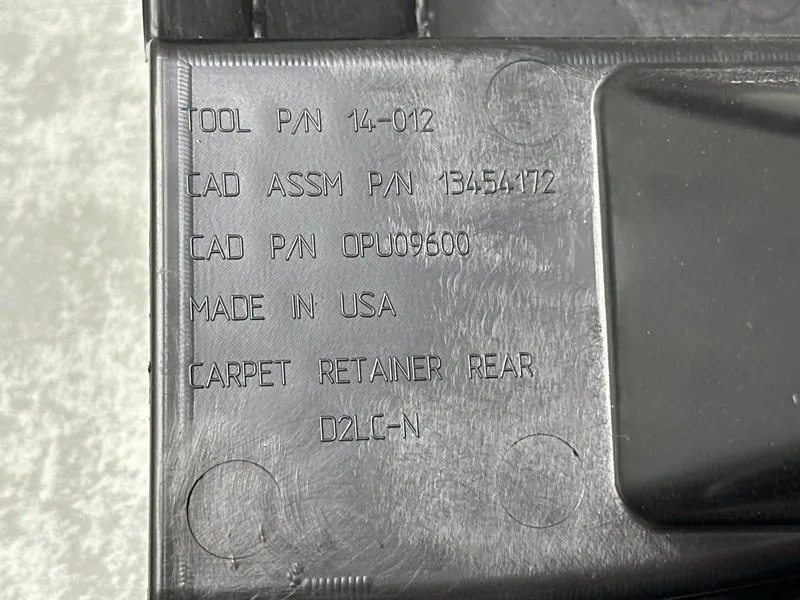 TOOL P/N 14-012
CAD ASSM P/N 13454172
CAD P/N OPU09600
MADE IN USA
CARPET RETAINER REAR
D2LC-N